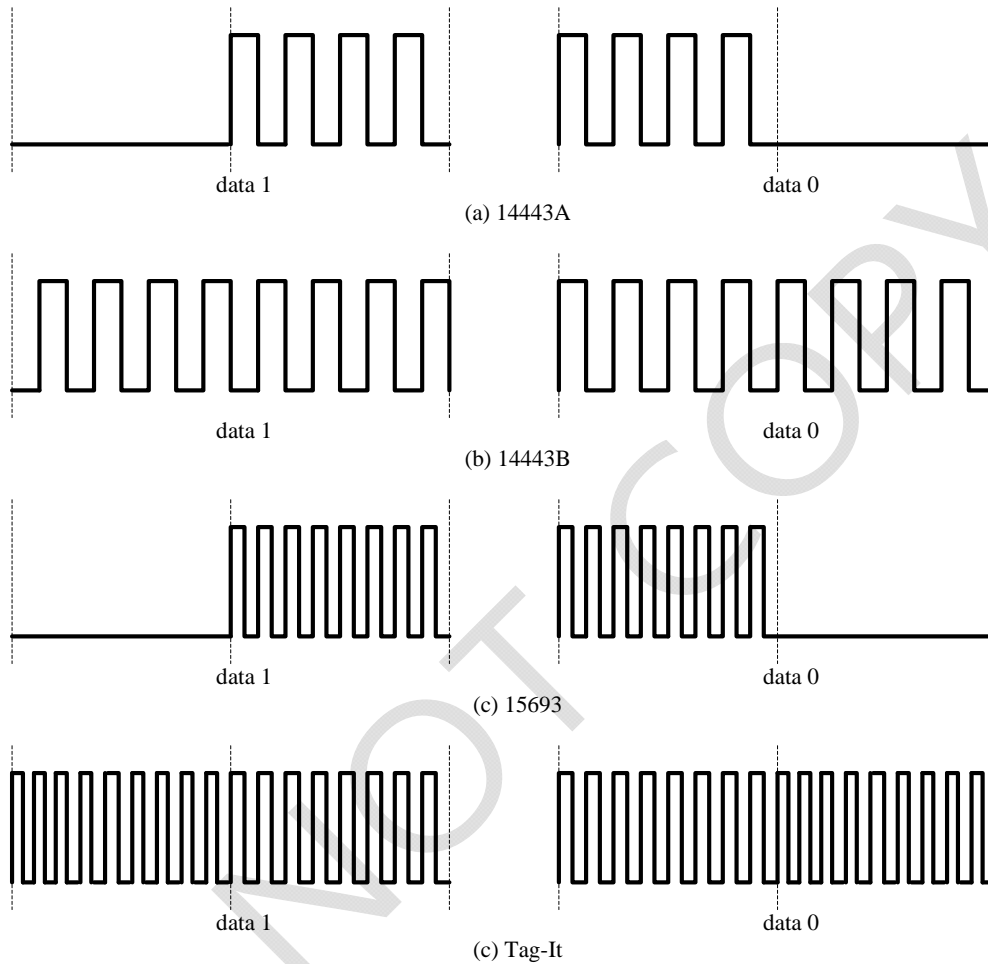 data 1 data 0
(a) 14443A
data 1 data 0
(b) 14443B
data 1 data 0
(c) 15693
data 1 data 0
(c) Tag-It
NOT COPY